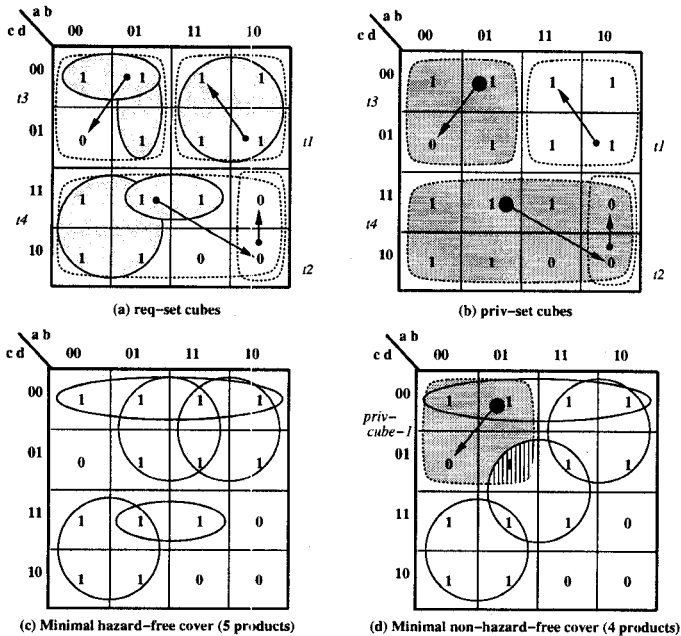 a b
c d
00 01 11 10
00 1 1 1 1
t3
01 0 1 1 1
t1
11 1 1 1 0
t4
10 1 1 0 0
t2
(a) req-set cubes
a b
c d
00 01 11 10
00 1 1 1 1
t3
01 0 1 1 1
t1
11 1 1 1 0
t4
10 1 1 0 0
t2
(b) priv-set cubes
a b
c d
00 01 11 10
00 1 1 1 1
01 0 1 1 1
11 1 1 1 0
10 1 1 0 0
(c) Minimal hazard-free cover (5 products)
a b
c d
00 01 11 10
00 1 1 1 1
priv-
cube-1
01 0 1 1 1
11 1 1 1 0
10 1 1 0 0
(d) Minimal non-hazard-free cover (4 products)